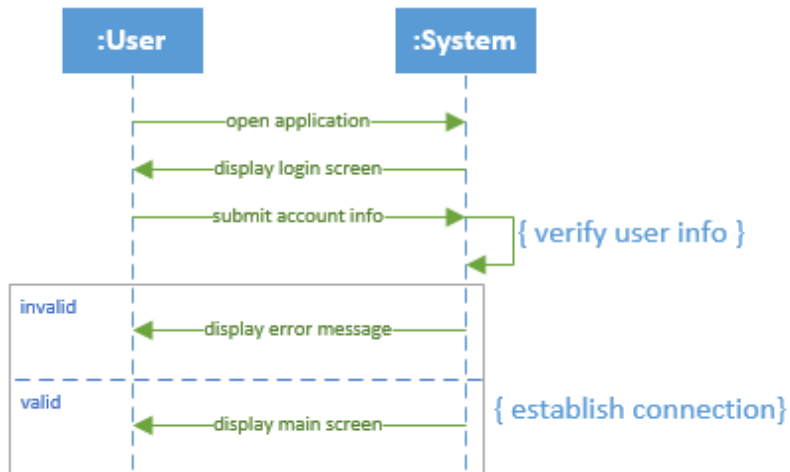 :User
:System
open application
display login screen
submit account info
{ verify user info }
invalid
display error message
valid
{ establish connection}
display main screen